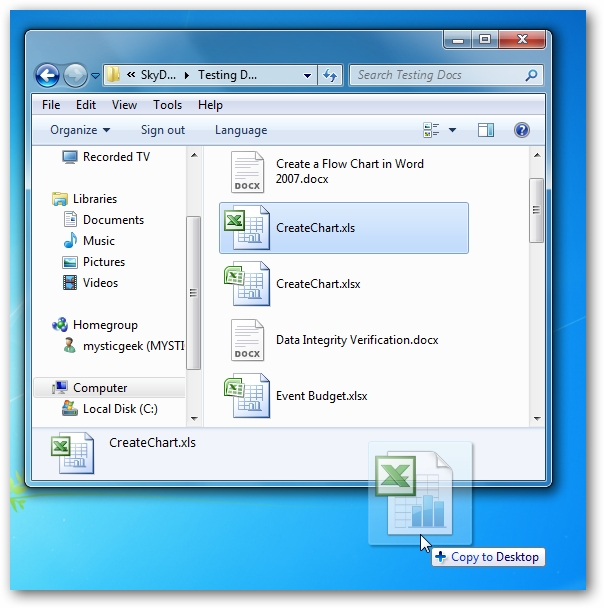 « SkyD...
Testing D...
Search Testing Docs
File Edit View Tools Help
Organize Sign out Language
Recorded TV
Libraries
Documents
Music
Pictures
Videos
Homegroup
mysticgeek (MYSTI
Computer
Local Disk (C:)
DOCX
Create a Flow Chart in Word
2007.docx
CreateChart.xls
CreateChart.xlsx
DOCX
Data Integrity Verification.docx
Event Budget.xlsx
CreateChart.xls
Copy to Desktop